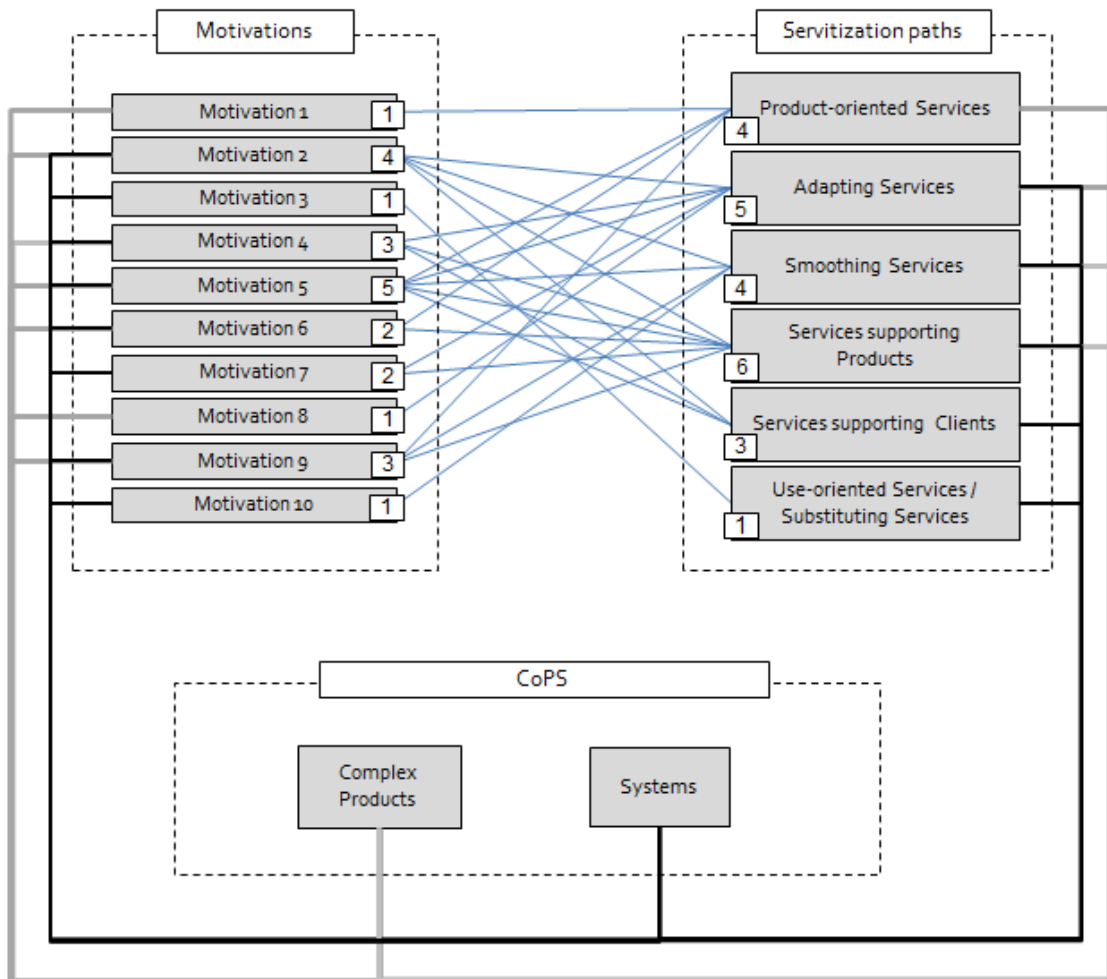 Motivations
Motivation 1
1
Motivation 2
4
Motivation 3
1
Motivation 4
3
Motivation 5
5
Motivation 6
2
Motivation 7
2
Motivation 8
1
Motivation 9
3
Motivation 10
1
Servitization paths
Product-oriented Services
4
Adapting Services
5
Smoothing Services
4
Services supporting
Products
6
Services supporting Clients
3
Use-oriented Services /
Substituting Services
1
CoPS
Complex
Products
Systems